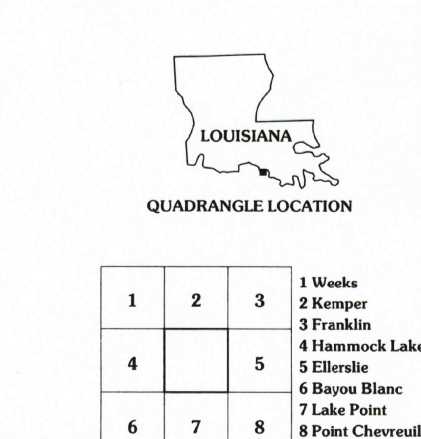 LOUISIANA
QUADRANGLE LOCATION
1 2 3
4 5
6 7 8
1 Weeks
2 Kemper
3 Franklin
4 Hammock Lake
5 Ellerslie
6 Bayou Blanc
7 Lake Point
8 Point Chevreuil